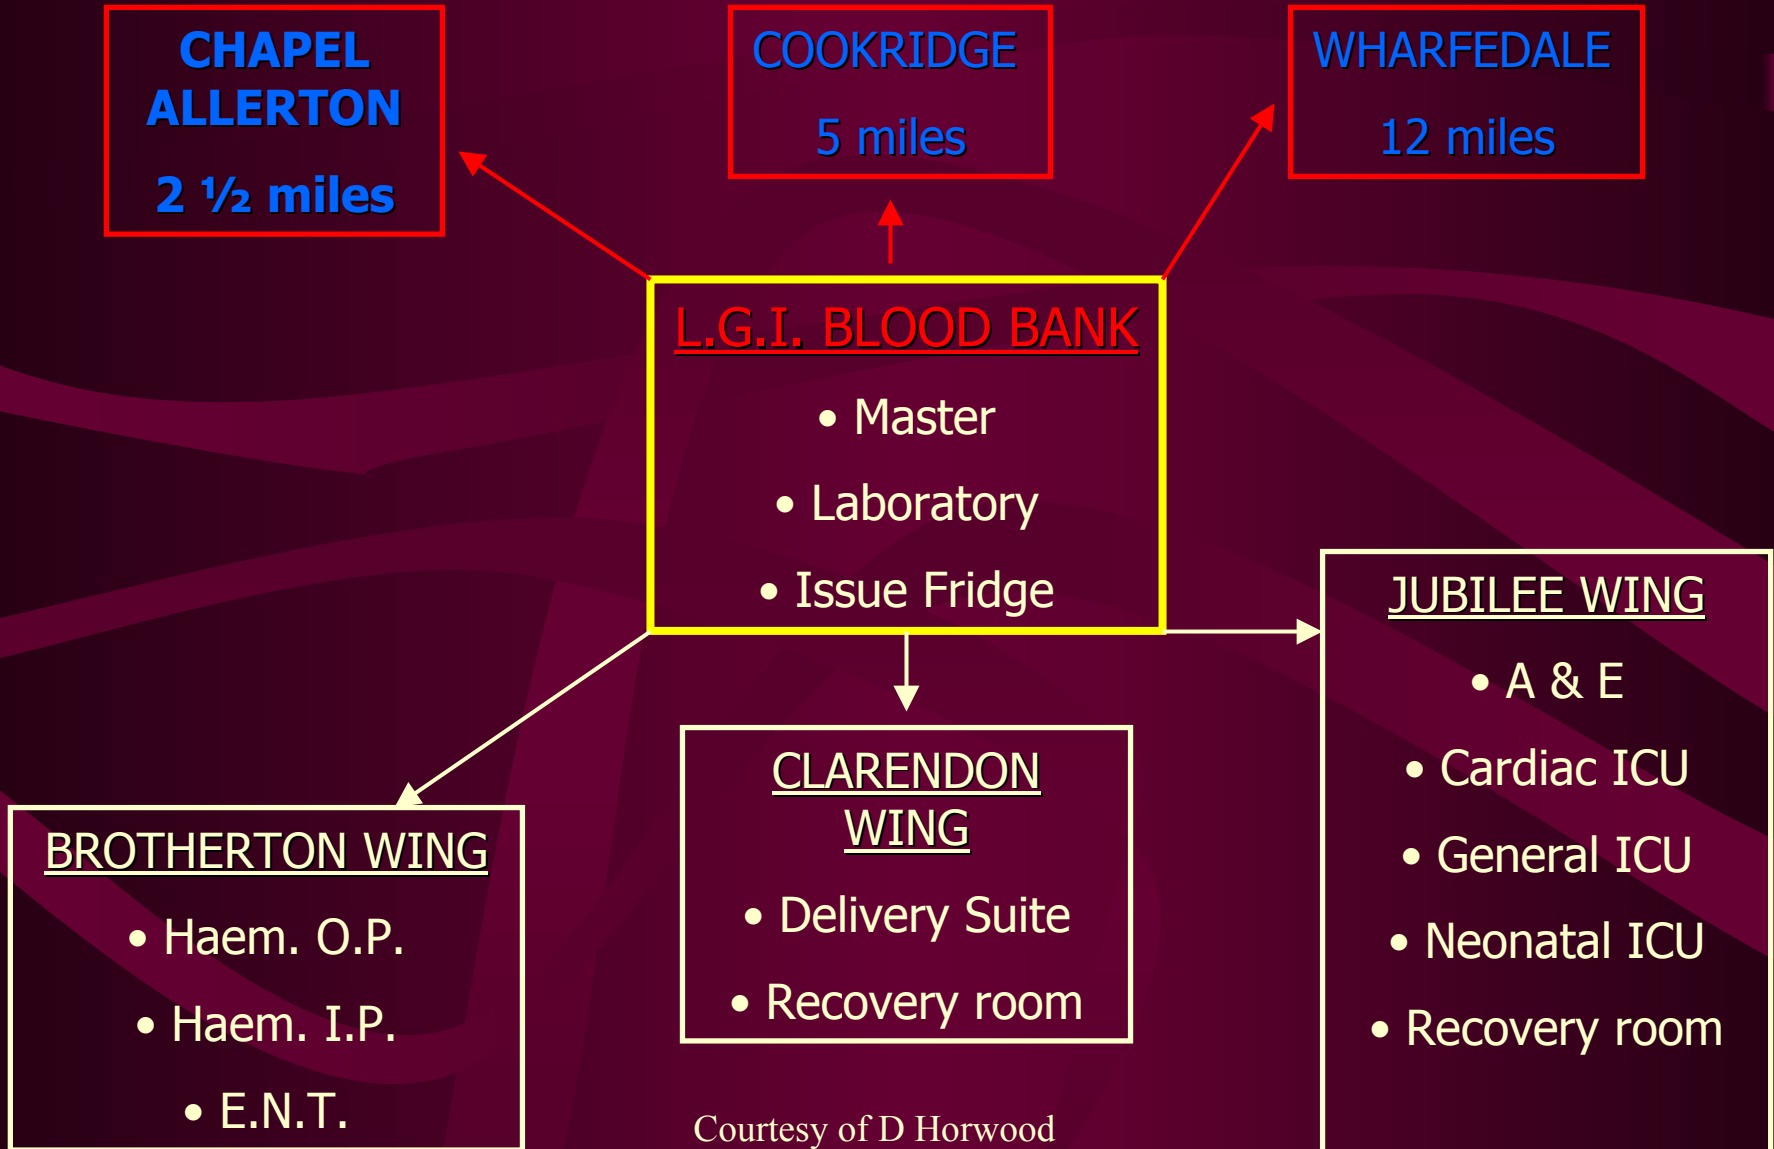 CHAPEL
ALLERTON
2 ½ miles
COOKRIDGE
5 miles
WHARFEDALE
12 miles
L.G.I. BLOOD BANK
• Master
• Laboratory
• Issue Fridge
BROTHERTON WING
• Haem. O.P.
• Haem. I.P.
• E.N.T.
CLARENDON
WING
• Delivery Suite
• Recovery room
JUBILEE WING
• A & E
• Cardiac ICU
• General ICU
• Neonatal ICU
• Recovery room
Courtesy of D Horwood